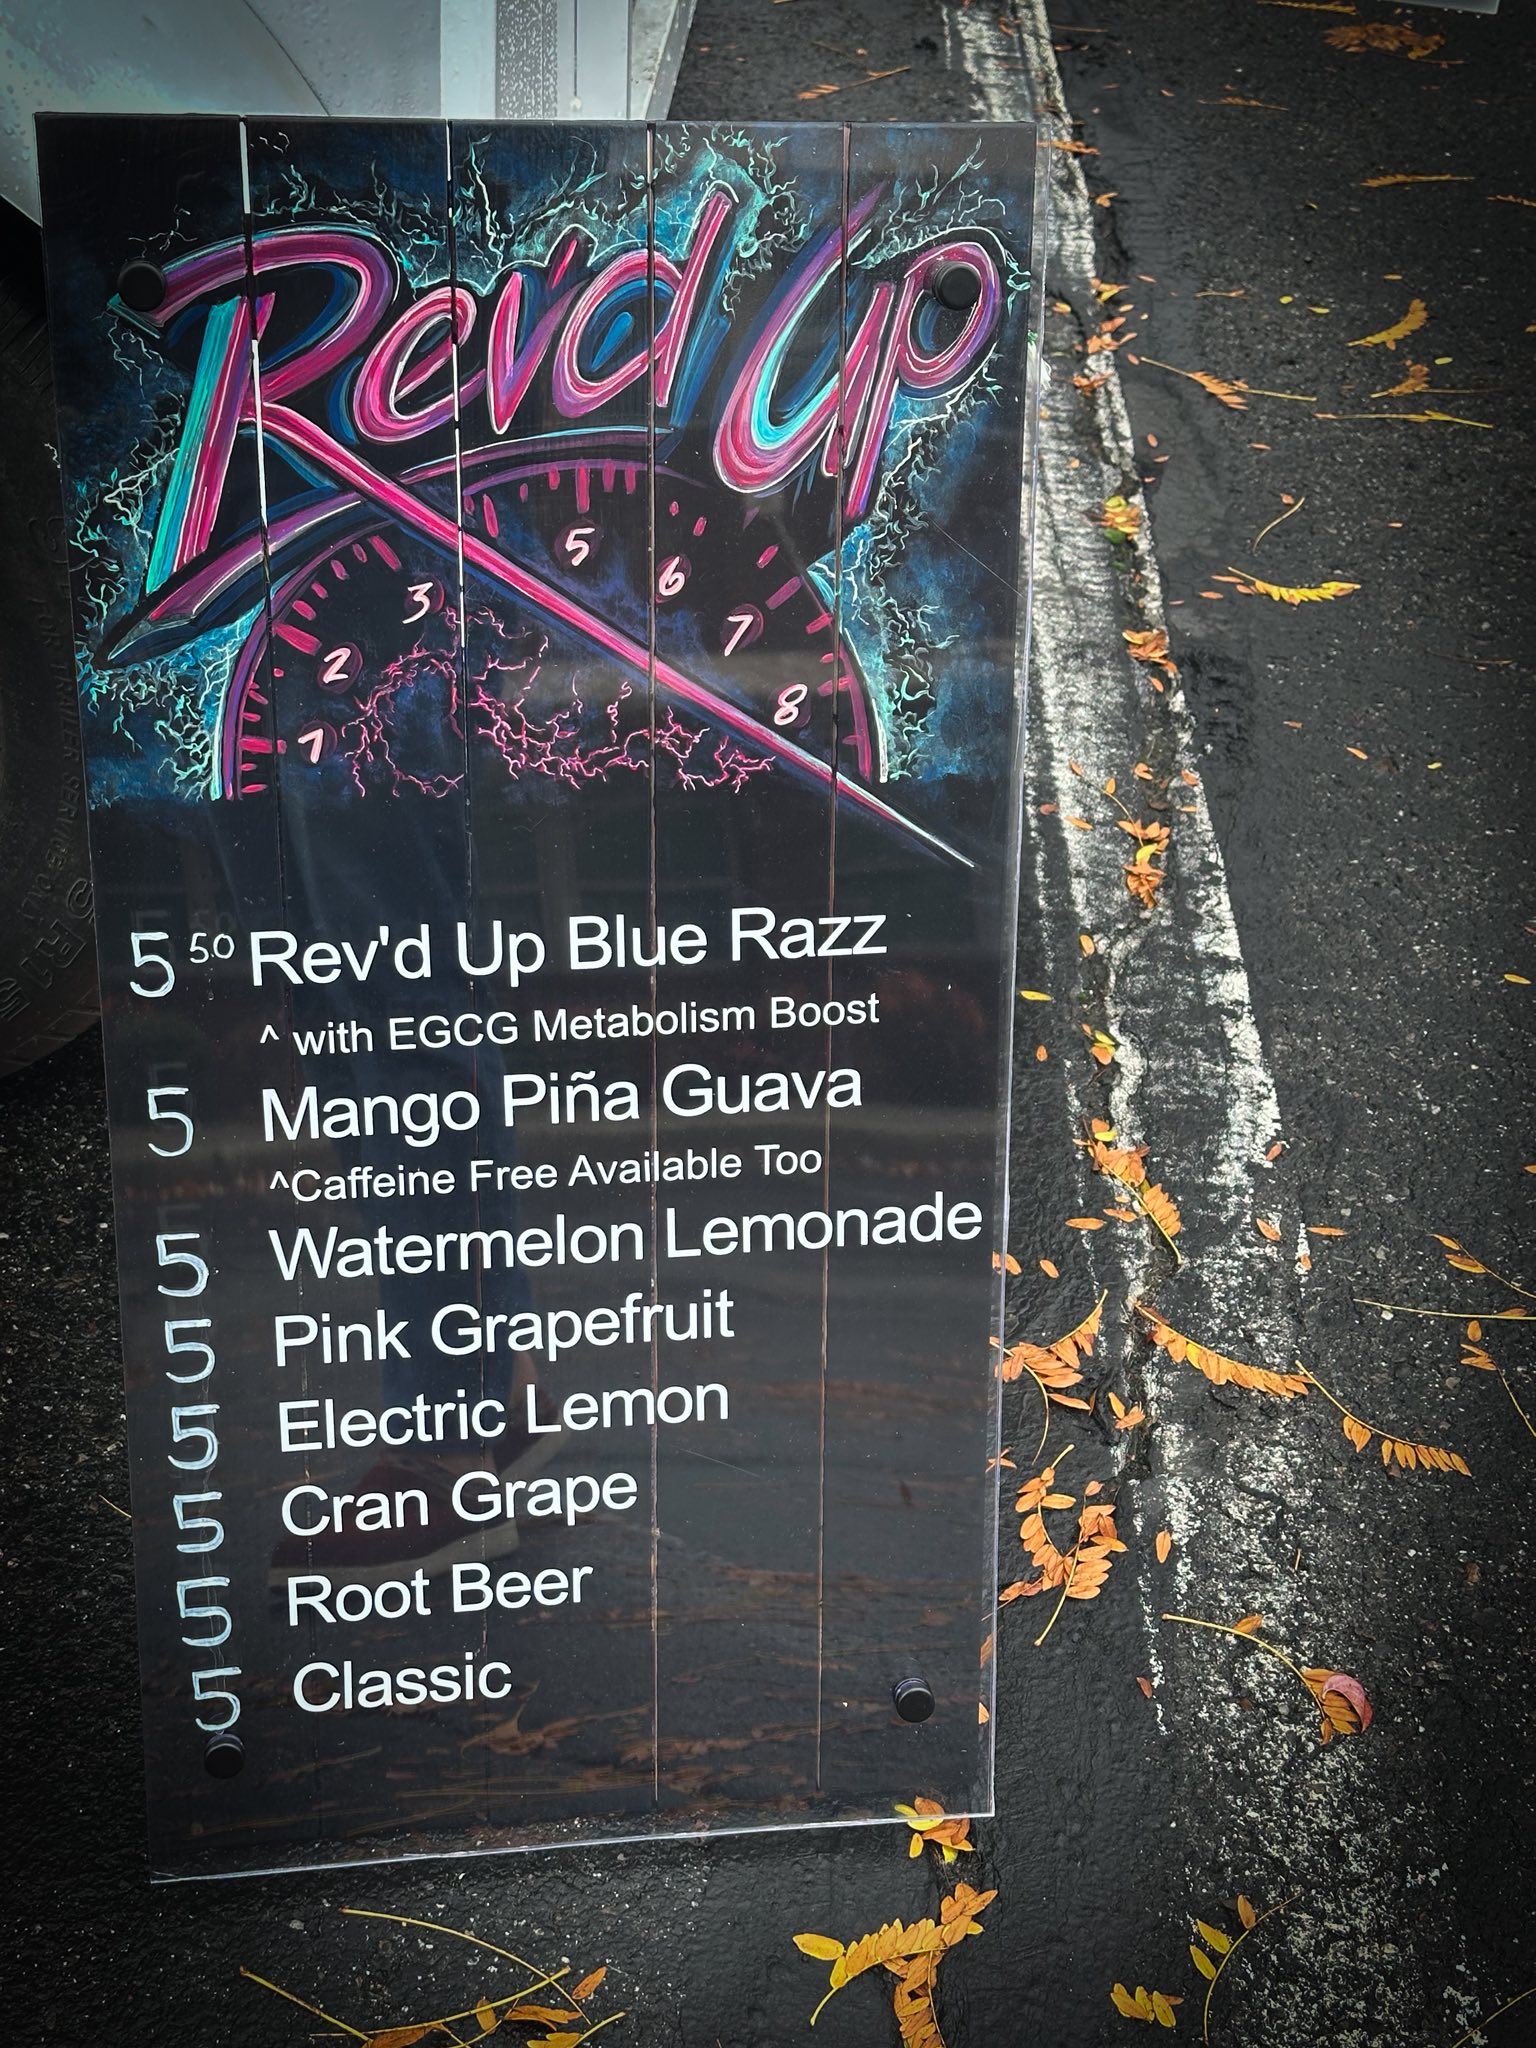 Rev'd Up
1 2 3 5 6 7 8
5 50 Rev'd Up Blue Razz
^ with EGCG Metabolism Boost
5 Mango Piña Guava
^Caffeine Free Available Too
5 Watermelon Lemonade
5 Pink Grapefruit
5 Electric Lemon
5 Cran Grape
5 Root Beer
5 Classic